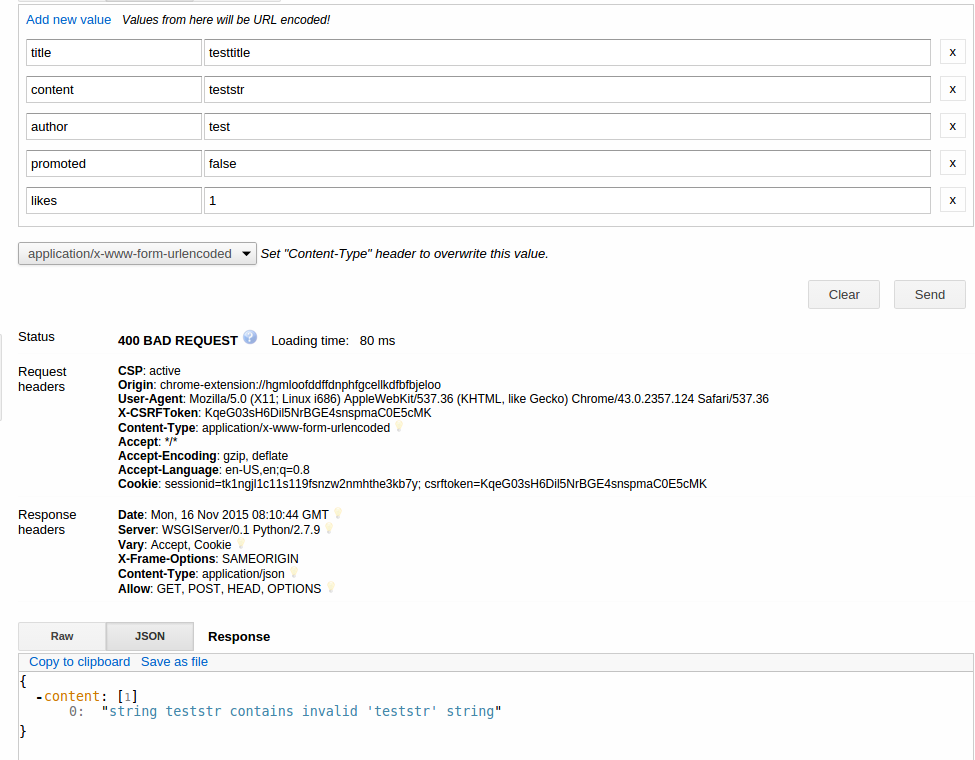 Add new value Values from here will be URL encoded!
title testtitle x
content teststr x
author test x
promoted false x
likes 1 x
application/x-www-form-urlencoded Set "Content-Type" header to overwrite this value.
Clear Send
Status 400 BAD REQUEST ? Loading time: 80 ms
Request headers
CSP: active
Origin: chrome-extension://hgmloofddffdnphfgcellkdfbfbjeloo
User-Agent: Mozilla/5.0 (X11; Linux i686) AppleWebKit/537.36 (KHTML, like Gecko) Chrome/43.0.2357.124 Safari/537.36
X-CSRFToken: KqeG03sH6Dil5NrBGE4snspmaC0E5cMK
Content-Type: application/x-www-form-urlencoded
Accept: */*
Accept-Encoding: gzip, deflate
Accept-Language: en-US,en;q=0.8
Cookie: sessionid=tk1ngjl1c11s119fsnzw2nmhthe3kb7y; csrftoken=KqeG03sH6Dil5NrBGE4snspmaC0E5cMK
Response headers
Date: Mon, 16 Nov 2015 08:10:44 GMT
Server: WSGIServer/0.1 Python/2.7.9
Vary: Accept, Cookie
X-Frame-Options: SAMEORIGIN
Content-Type: application/json
Allow: GET, POST, HEAD, OPTIONS
Raw JSON Response
Copy to clipboard Save as file
{
-content: [1]
0: "string teststr contains invalid 'teststr' string"
}